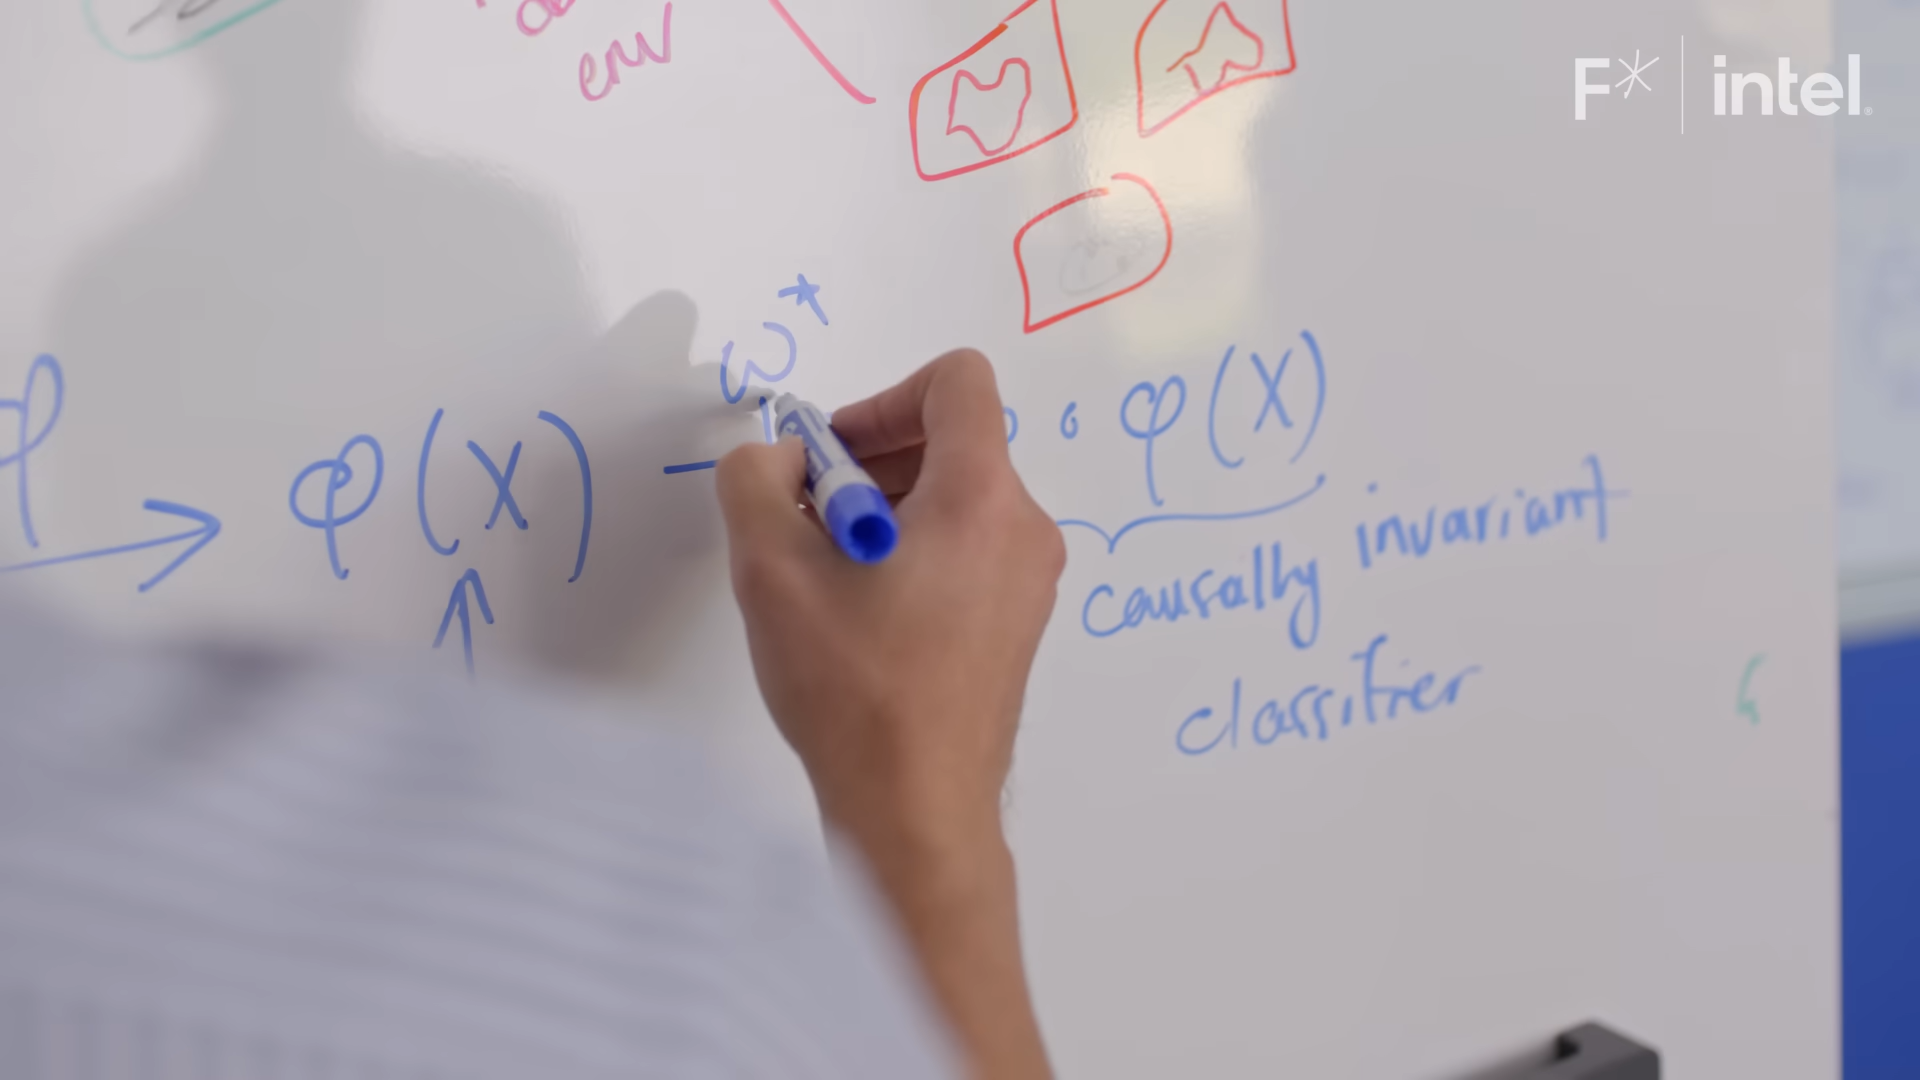 env
F* | intel
ω*
φ
φ(X)
∘ φ(X)
causally invariant
classifier